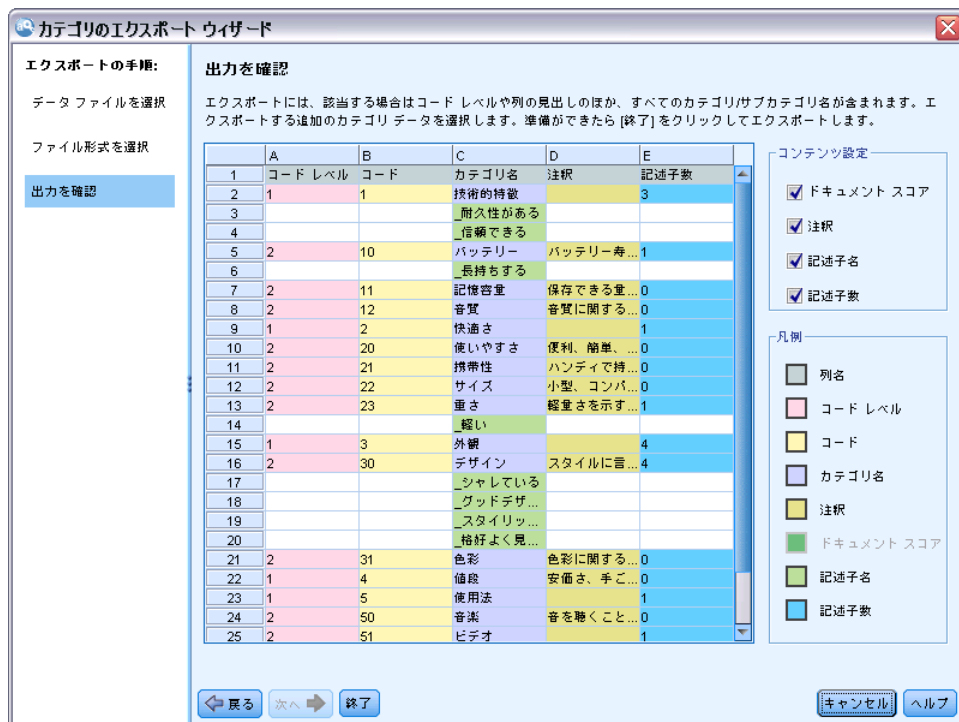 カテゴリのエクスポート ウィザード
エクスポートの手順:
データ ファイルを選択
ファイル形式を選択
出力を確認
出力を確認
エクスポートには、該当する場合はコード レベルや列の見出しのほか、すべてのカテゴリ/サブカテゴリ名が含まれます。エ
クスポートする追加のカテゴリ データを選択します。準備ができたら [終了] をクリックしてエクスポートします。
A B C D E
1 コード レベル コード カテゴリ名 注釈 記述子数
2 1 1 技術的特徴 3
3 _耐久性がある
4 _信頼できる
5 2 10 バッテリー バッテリー寿... 1
6 _長持ちする
7 2 11 記憶容量 保存できる量... 0
8 2 12 音質 音質に関する... 0
9 1 2 快適さ 1
10 2 20 使いやすさ 便利、簡単、... 0
11 2 21 携帯性 ハンディで持... 0
12 2 22 サイズ 小型、コンパ... 0
13 2 23 重さ 軽量さを示す... 1
14 _軽い
15 1 3 外観 4
16 2 30 デザイン スタイルに言... 4
17 _シャレている
18 _グッドデザ...
19 _スタイリッ...
20 _格好よく見...
21 2 31 色彩 色彩に関する... 0
22 1 4 値段 安価さ、手ご... 0
23 1 5 使用法 1
24 2 50 音楽 音を聴くこと... 0
25 2 51 ビデオ 1
コンテンツ設定
ドキュメント スコア
注釈
記述子名
記述子数
凡例
列名
コード レベル
コード
カテゴリ名
注釈
ドキュメント スコア
記述子名
記述子数
戻る 次へ 終了 キャンセル ヘルプ